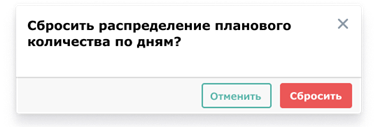 Сбросить распределение планового
количества по дням?
Отменить Сбросить